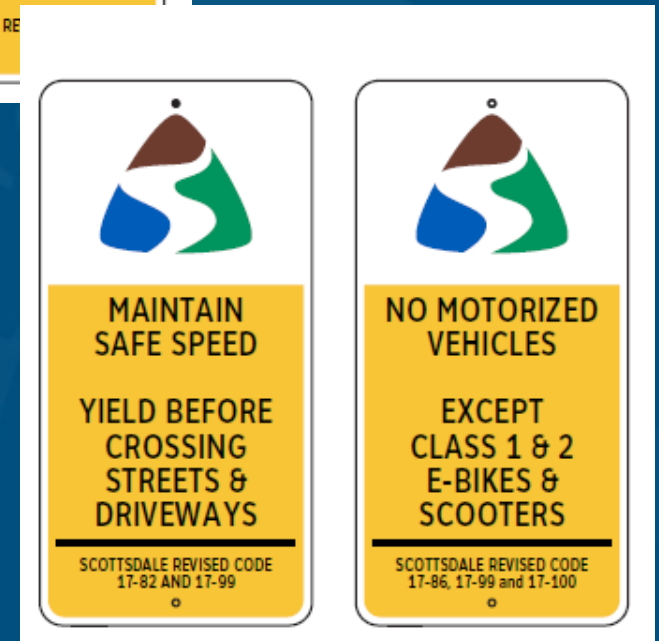 RE
MAINTAIN
SAFE SPEED
YIELD BEFORE
CROSSING
STREETS &
DRIVEWAYS
SCOTTSDALE REVISED CODE
17-82 AND 17-99
NO MOTORIZED
VEHICLES
EXCEPT
CLASS 1 & 2
E-BIKES &
SCOOTERS
SCOTTSDALE REVISED CODE
17-86, 17-99 and 17-100